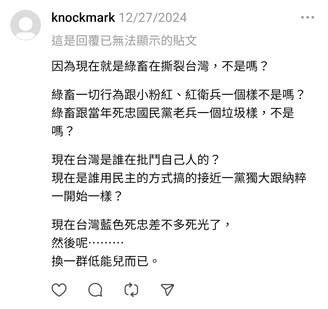 knockmark 12/27/2024
這是回覆已無法顯示的貼文
因為現在就是綠畜在撕裂台灣，不是嗎？
綠畜一切行為跟小粉紅、紅衛兵一個樣不是嗎？
綠畜跟當年死忠國民黨老兵一個垃圾樣，不是
嗎？
現在台灣是誰在批鬥自己人的？
現在是誰用民主的方式搞的接近一黨獨大跟納粹
一開始一樣？
現在台灣藍色死忠差不多死光了，
然後呢⋯⋯⋯
換一群低能兒而已。